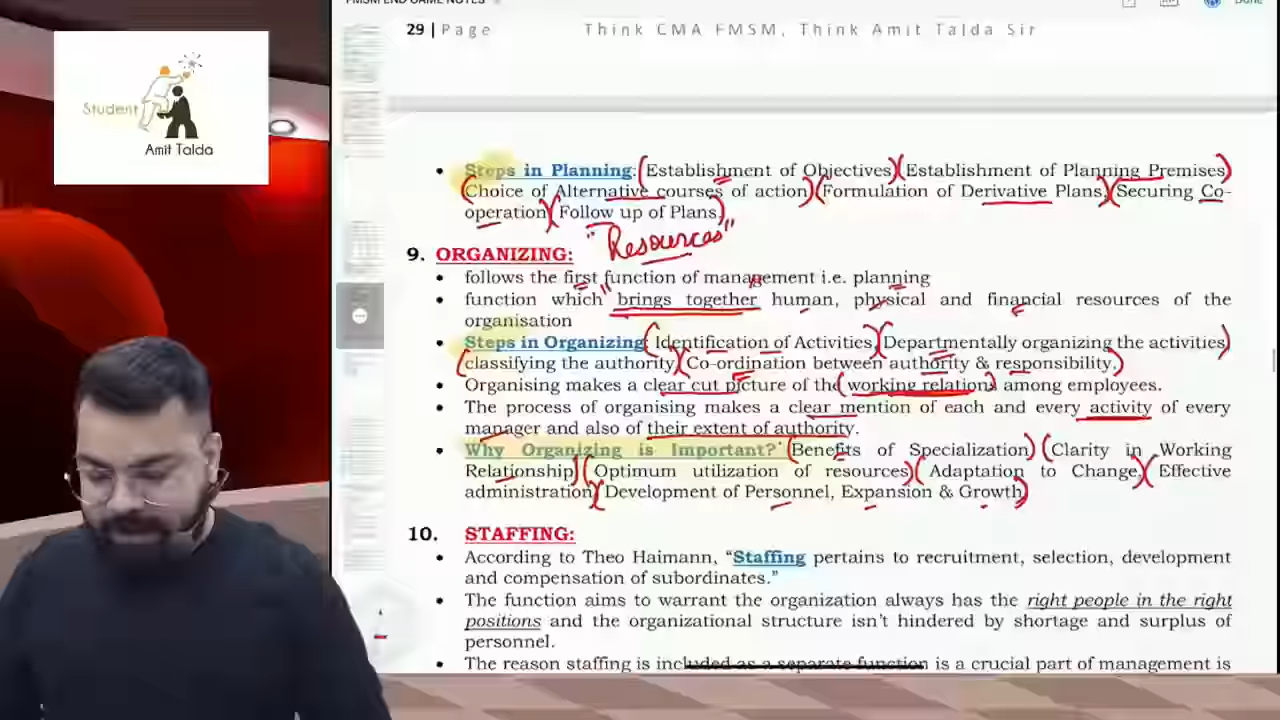 FMSM END GAME NOTES
Done
29 | Page
Think CMA FMSM, Think Amit Talda Sir
Student
Amit Talda
• Steps in Planning: Establishment of Objectives, Establishment of Planning Premises,
Choice of Alternative courses of action, Formulation of Derivative Plans, Securing Co-
operation, Follow up of Plans,
"Resources"
9. ORGANIZING:
• follows the first function of management i.e. planning
• function which brings together human, physical and financial resources of the
organisation
• Steps in Organizing: Identification of Activities, Departmentally organizing the activities,
classifying the authority, Co-ordination between authority & responsibility,
• Organising makes a clear cut picture of the working relations among employees.
• The process of organising makes a clear mention of each and every activity of every
manager and also of their extent of authority.
• Why Organizing is Important? Benefits of Specialization, Clarity in Working
Relationship, Optimum utilization of resources, Adaptation to Change, Effective
administration, Development of Personnel, Expansion & Growth
10. STAFFING:
• According to Theo Haimann, “Staffing pertains to recruitment, selection, development
and compensation of subordinates.”
• The function aims to warrant the organization always has the right people in the right
positions and the organizational structure isn’t hindered by shortage and surplus of
personnel.
• The reason staffing is included as a separate function is a crucial part of management is